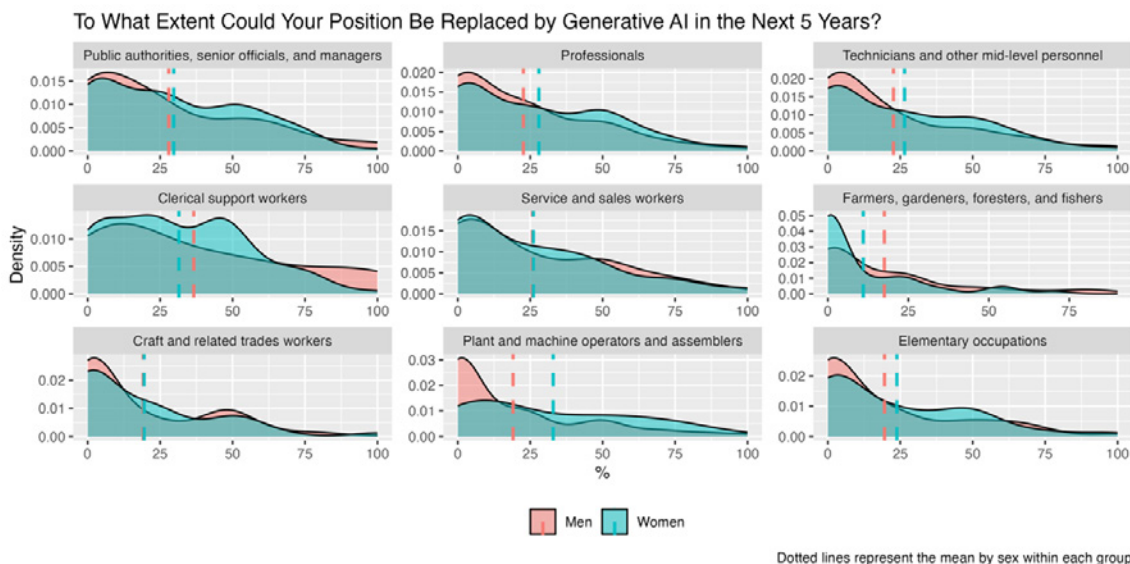 To What Extent Could Your Position Be Replaced by Generative AI in the Next 5 Years?
Public authorities, senior officials, and managers
Professionals
Technicians and other mid-level personnel
0.015
0.010
0.005
0.000
0 25 50 75 100
0.020
0.015
0.010
0.005
0.000
0 25 50 75 100
0.020
0.015
0.010
0.005
0.000
0 25 50 75 100
Clerical support workers
Service and sales workers
Farmers, gardeners, foresters, and fishers
Density
0.010
0.005
0.000
0 25 50 75 100
0.015
0.010
0.005
0.000
0 25 50 75 100
0.05
0.04
0.03
0.02
0.01
0.00
0 25 50 75
Craft and related trades workers
Plant and machine operators and assemblers
Elementary occupations
0.02
0.01
0.00
0 25 50 75 100
0.03
0.02
0.01
0.00
0 25 50 75 100
0.02
0.01
0.00
0 25 50 75 100
%
Men Women
Dotted lines represent the mean by sex within each group